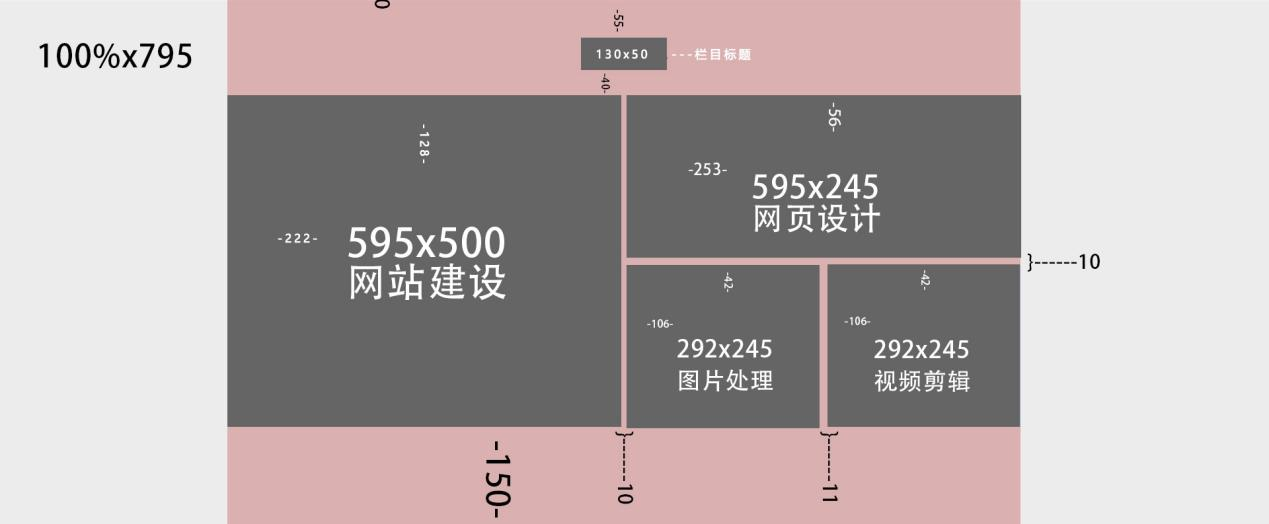 0
-55-
100%x795
130x50
---栏目标题
-40-
-128-
-56-
-253-
595x245
网页设计
-222-
595x500
网站建设
}------10
-42-
-42-
-106-
-106-
292x245
图片处理
292x245
视频剪辑
-150-
}------10
}------11